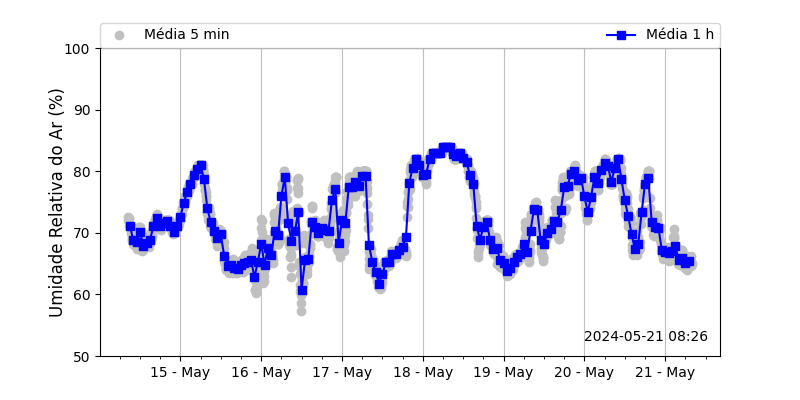 Média 5 min Média 1 h
Umidade Relativa do Ar (%)
100
90
80
70
60
50
2024-05-21 08:26
15 - May 16 - May 17 - May 18 - May 19 - May 20 - May 21 - May